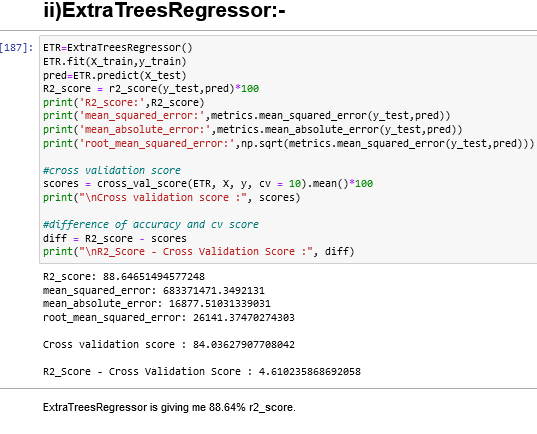 ii)ExtraTreesRegressor:-
[187]: ETR=ExtraTreesRegressor()
ETR.fit(X_train,y_train)
pred=ETR.predict(X_test)
R2_score = r2_score(y_test,pred)*100
print('R2_score:',R2_score)
print('mean_squared_error:',metrics.mean_squared_error(y_test,pred))
print('mean_absolute_error:',metrics.mean_absolute_error(y_test,pred))
print('root_mean_squared_error:',np.sqrt(metrics.mean_squared_error(y_test,pred)))
#cross validation score
scores = cross_val_score(ETR, X, y, cv = 10).mean()*100
print("\nCross validation score :", scores)
#difference of accuracy and cv score
diff = R2_score - scores
print("\nR2_Score - Cross Validation Score :", diff)
R2_score: 88.64651494577248
mean_squared_error: 683371471.3492131
mean_absolute_error: 16877.51031339031
root_mean_squared_error: 26141.37470274303
Cross validation score : 84.03627907708042
R2_Score - Cross Validation Score : 4.610235868692058
ExtraTreesRegressor is giving me 88.64% r2_score.